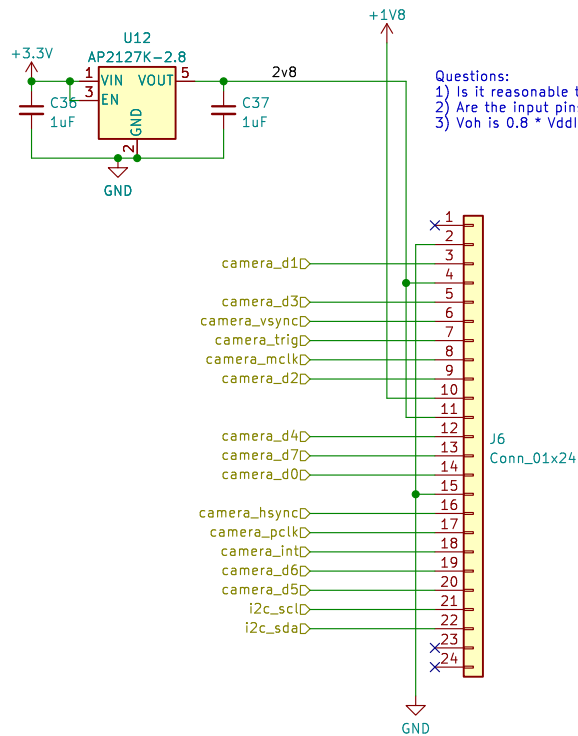 +1V8
U12
AP2127K-2.8
+3.3V
1 VIN VOUT 5
3 EN
GND
2
C36
1uF
C37
1uF
GND
2v8
Questions:
1) Is it reasonable
2) Are the input pin
3) Voh is 0.8 * Vdd
1
2
camera_d1 3
4
camera_d3 5
camera_vsync 6
camera_trig 7
camera_mclk 8
camera_d2 9
10
11
camera_d4 12
camera_d7 13
camera_d0 14
15
camera_hsync 16
camera_pclk 17
camera_int 18
camera_d6 19
camera_d5 20
i2c_scl 21
i2c_sda 22
23
24
J6
Conn_01x24
GND